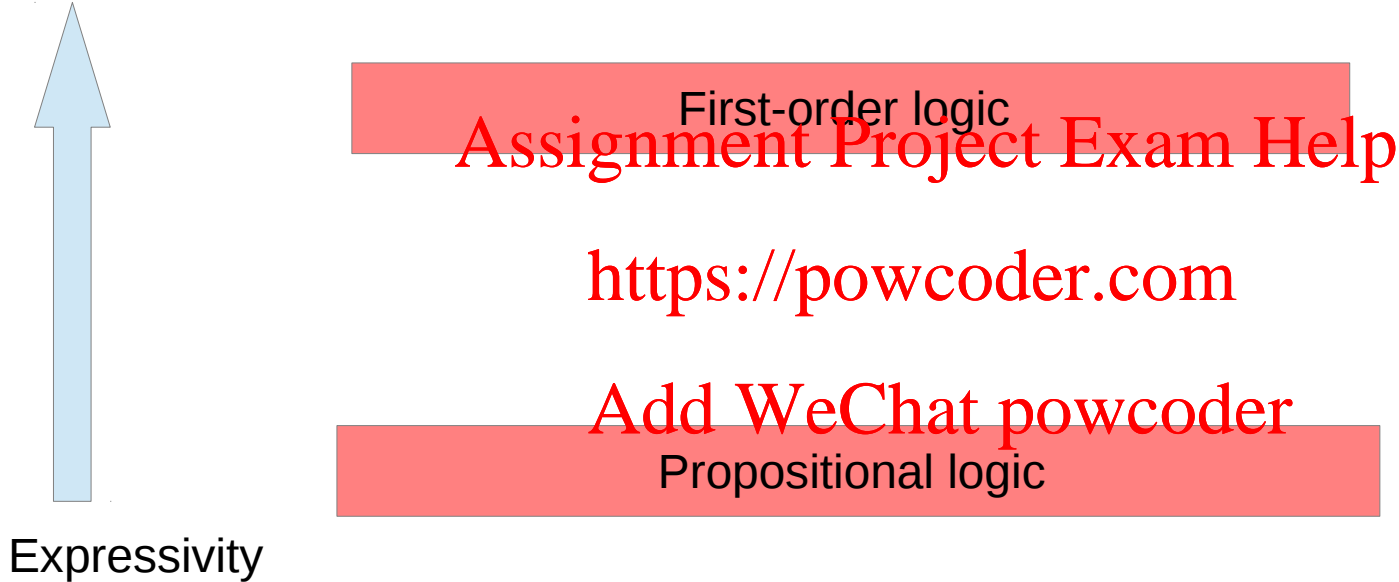 First-order logic
Assignment Project Exam Help
https://powcoder.com
Add WeChat powcoder
Propositional logic
Expressivity